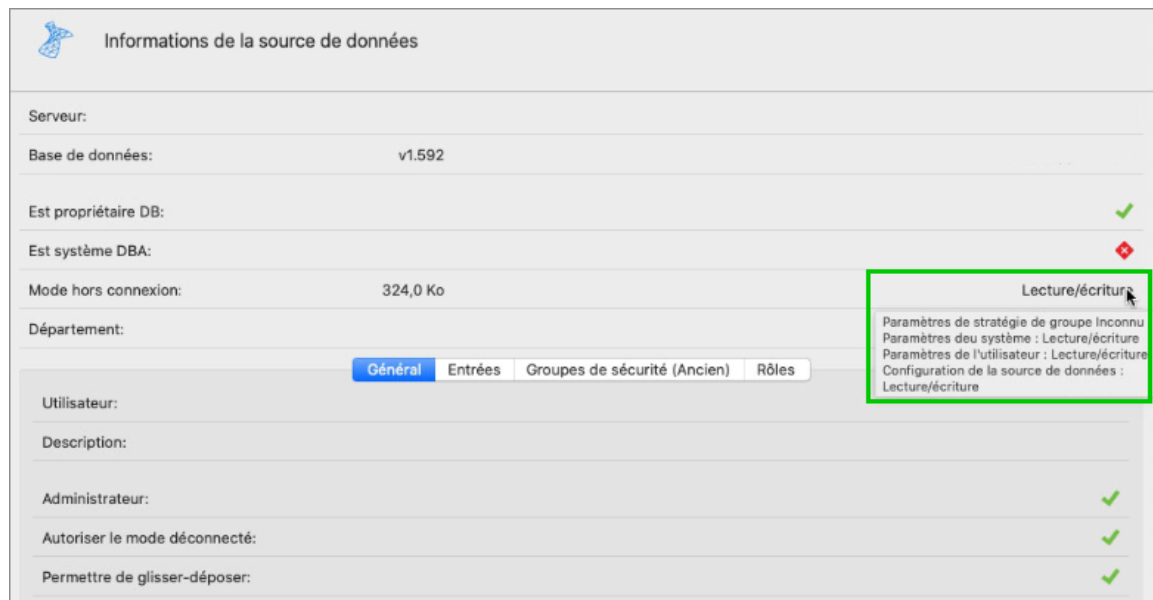 Informations de la source de données
Serveur:
Base de données: v1.592
Est propriétaire DB:
Est système DBA:
Mode hors connexion: 324,0 Ko Lecture/écriture
Département:
Paramètres de stratégie de groupe Inconnu
Paramètres deu système : Lecture/écriture
Paramètres de l'utilisateur : Lecture/écriture
Configuration de la source de données :
Lecture/écriture
Général Entrées Groupes de sécurité (Ancien) Rôles
Utilisateur:
Description:
Administrateur:
Autoriser le mode déconnecté:
Permettre de glisser-déposer: